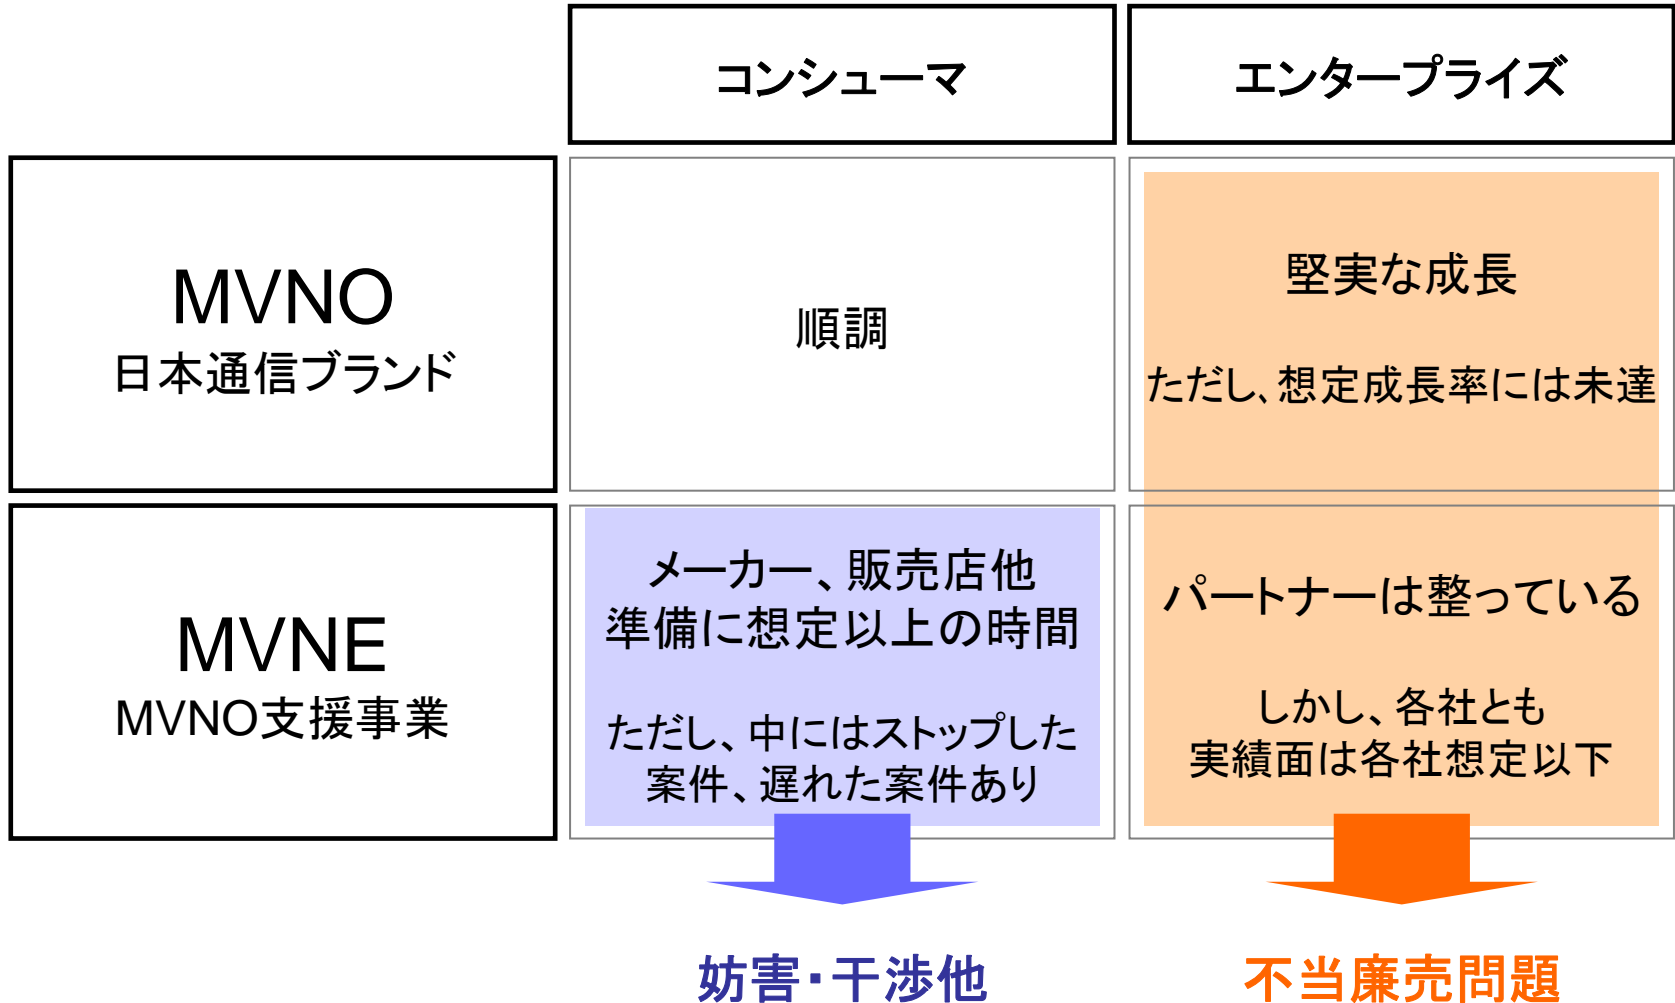 コンシューマ
エンタープライズ
MVNO
日本通信ブランド
順調
堅実な成長
ただし、想定成長率には未達
MVNE
MVNO支援事業
メーカー、販売店他
準備に想定以上の時間
ただし、中にはストップした
案件、遅れた案件あり
パートナーは整っている
しかし、各社とも
実績面は各社想定以下
妨害・干渉他
不当廉売問題